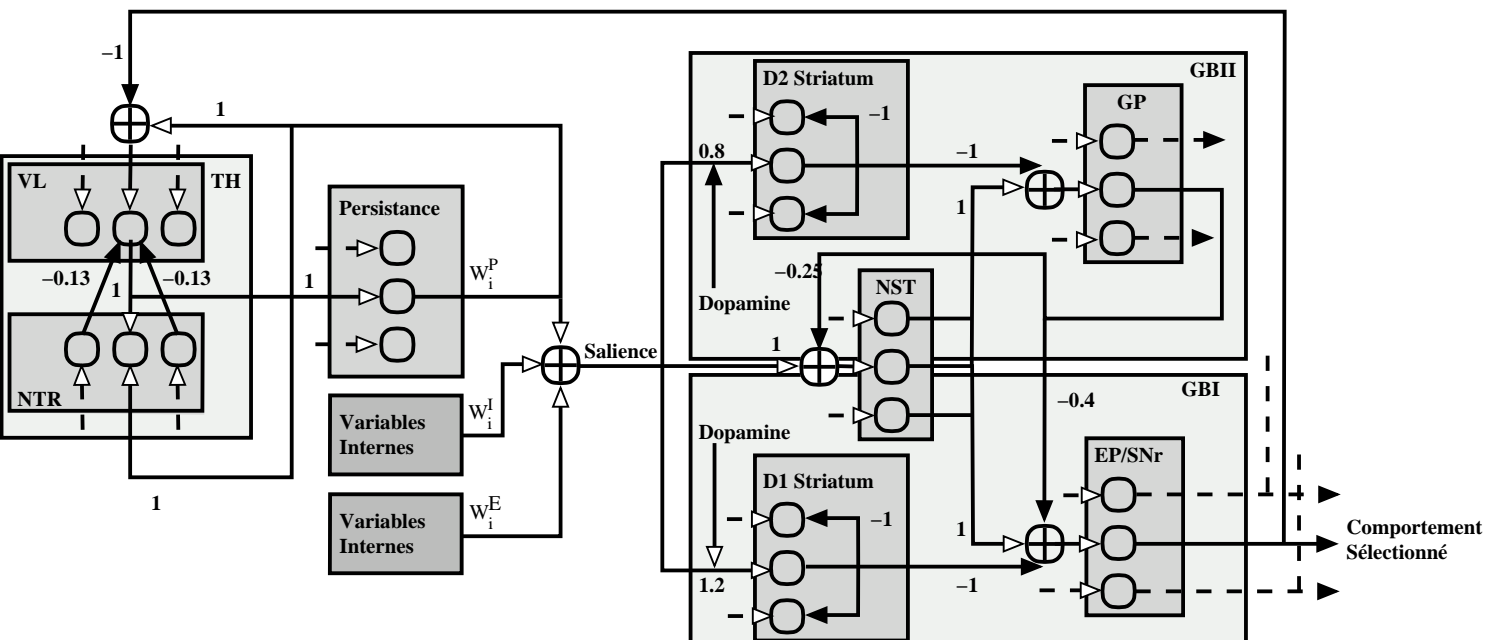 –1
1
VL
TH
–0.13
–0.13
1
NTR
1
1
Persistance
W_i^P
Variables
Internes
W_i^I
Variables
Internes
W_i^E
Salience
GBII
D2 Striatum
–1
0.8
Dopamine
–1
1
GP
–0.25
NST
1
GBI
–0.4
Dopamine
D1 Striatum
–1
1.2
1
–1
EP/SNr
Comportement
Sélectionné